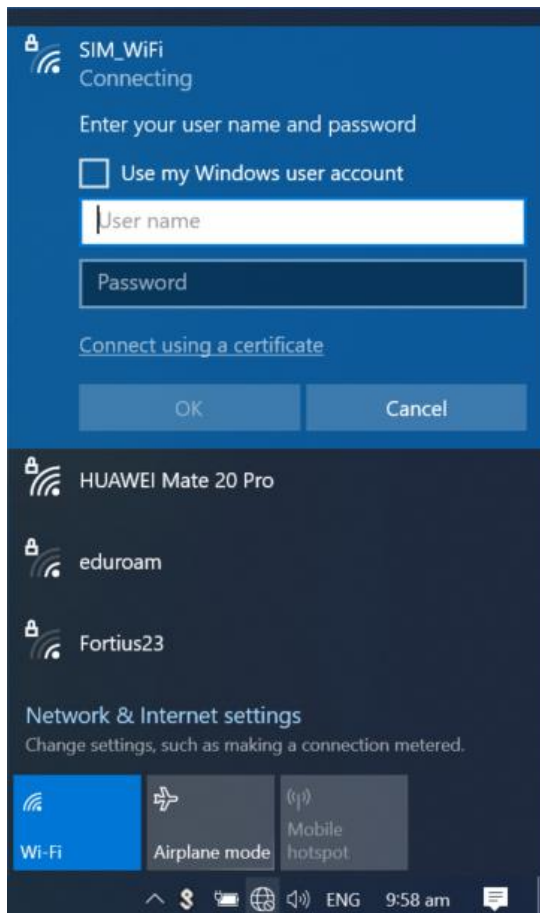 SIM_WiFi
Connecting
Enter your user name and password
Use my Windows user account
User name
Password
Connect using a certificate
OK Cancel
HUAWEI Mate 20 Pro
eduroam
Fortius23
Network & Internet settings
Change settings, such as making a connection metered.
Wi-Fi
Airplane mode
Mobile
hotspot
ENG 9:58 am